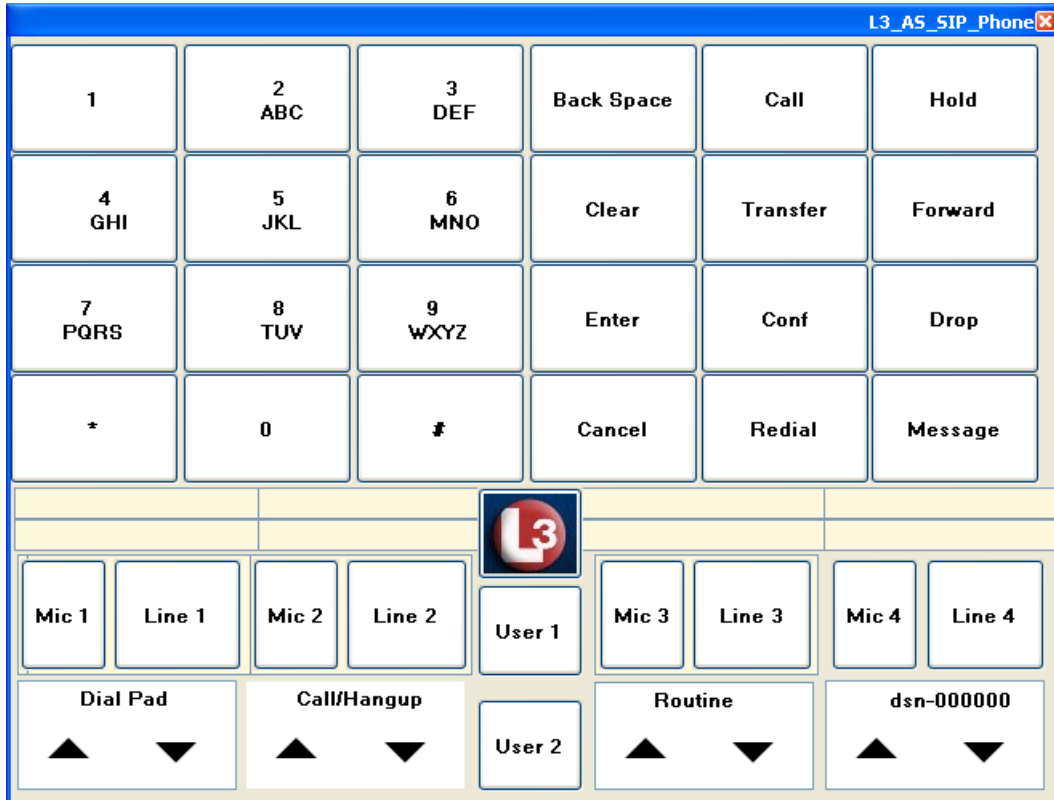 L3_AS_SIP_Phone
1
2
ABC
3
DEF
Back Space
Call
Hold
4
GHI
5
JKL
6
MNO
Clear
Transfer
Forward
7
PQRS
8
TUV
9
WXYZ
Enter
Conf
Drop
*
0
#
Cancel
Redial
Message
L3
Mic 1
Line 1
Mic 2
Line 2
User 1
Mic 3
Line 3
Mic 4
Line 4
Dial Pad
Call/Hangup
User 2
Routine
dsn-000000